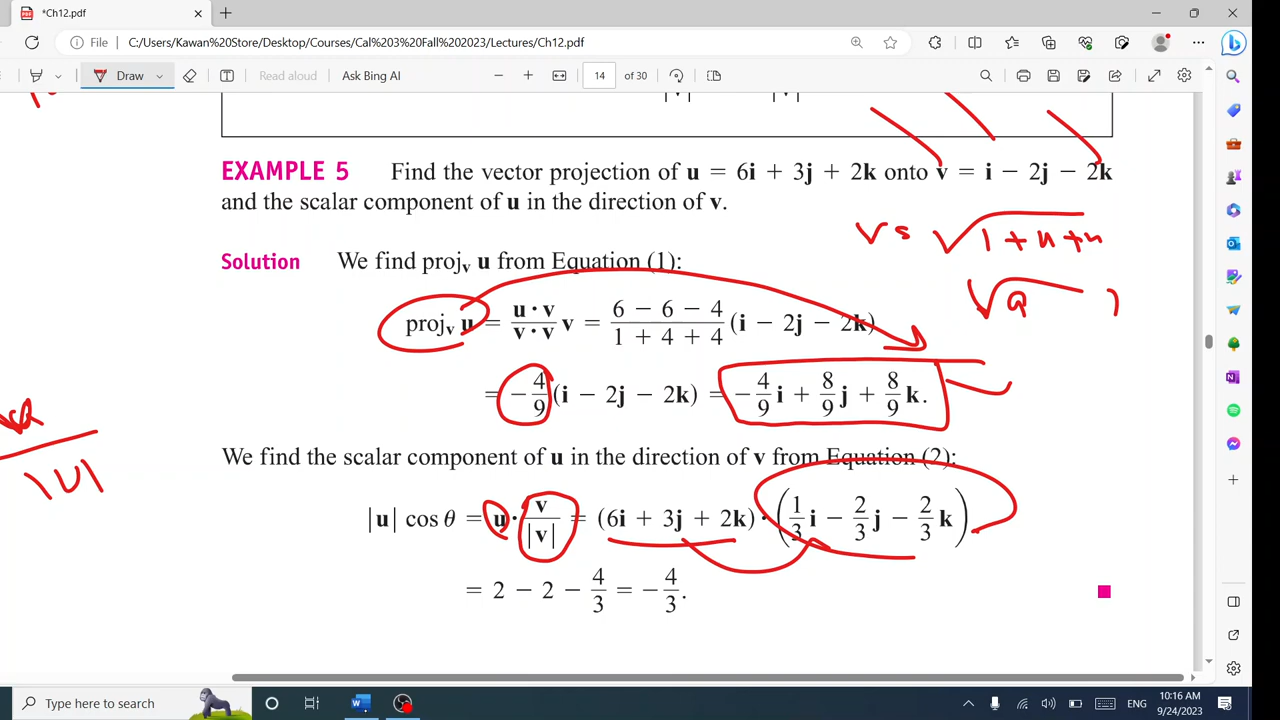 *Ch12.pdf
File C:/Users/Kawan%20Store/Desktop/Courses/Cal%203%20Fall%202023/Lectures/Ch12.pdf
Draw Read aloud Ask Bing AI 14 of 30
|v| |v|
EXAMPLE 5 Find the vector projection of u = 6i + 3j + 2k onto v = i − 2j − 2k
and the scalar component of u in the direction of v.
√1 + 4 + 4
Solution We find proj_v u from Equation (1):
√9
proj_v u = u · v / v · v v = 6 − 6 − 4 / 1 + 4 + 4 (i − 2j − 2k)
= − 4/9 (i − 2j − 2k) = − 4/9 i + 8/9 j + 8/9 k.
We find the scalar component of u in the direction of v from Equation (2):
|u| cos θ = u · v/|v| = (6i + 3j + 2k) · (1/3 i − 2/3 j − 2/3 k)
|U|
= 2 − 2 − 4/3 = − 4/3.
Type here to search
ENG
10:16 AM
9/24/2023